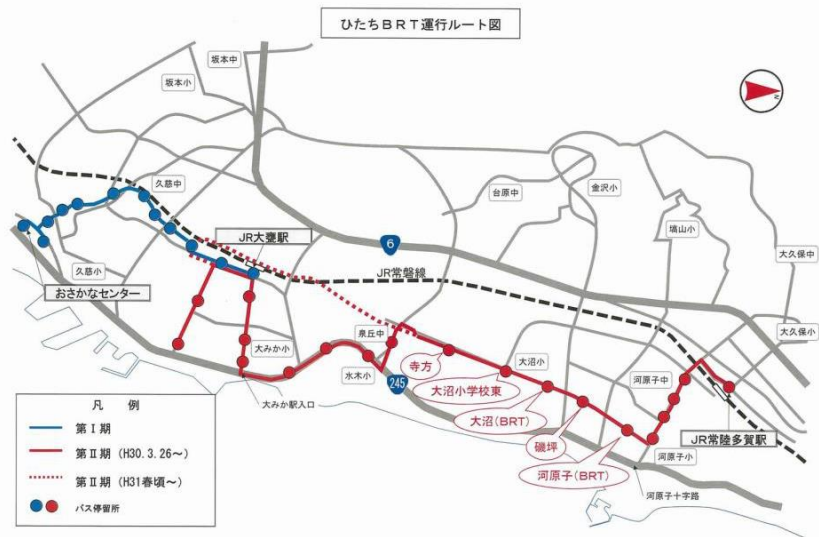 ひたちＢＲＴ運行ルート図
坂本中
坂本小
N
久慈中
台原中
金沢小
塙山小
大久保中
6
JR大甕駅
JR常磐線
久慈小
おさかなセンター
大久保小
泉丘中
大みか小
寺方
大沼小
水木小
245
大沼小学校東
河原子中
大みか駅入口
大沼(BRT)
磯坪
JR常陸多賀駅
河原子小
河原子(BRT)
河原子十字路
凡 例
第Ⅰ期
第Ⅱ期 (H30.3.26～)
第Ⅱ期 (H31春頃～)
バス停留所